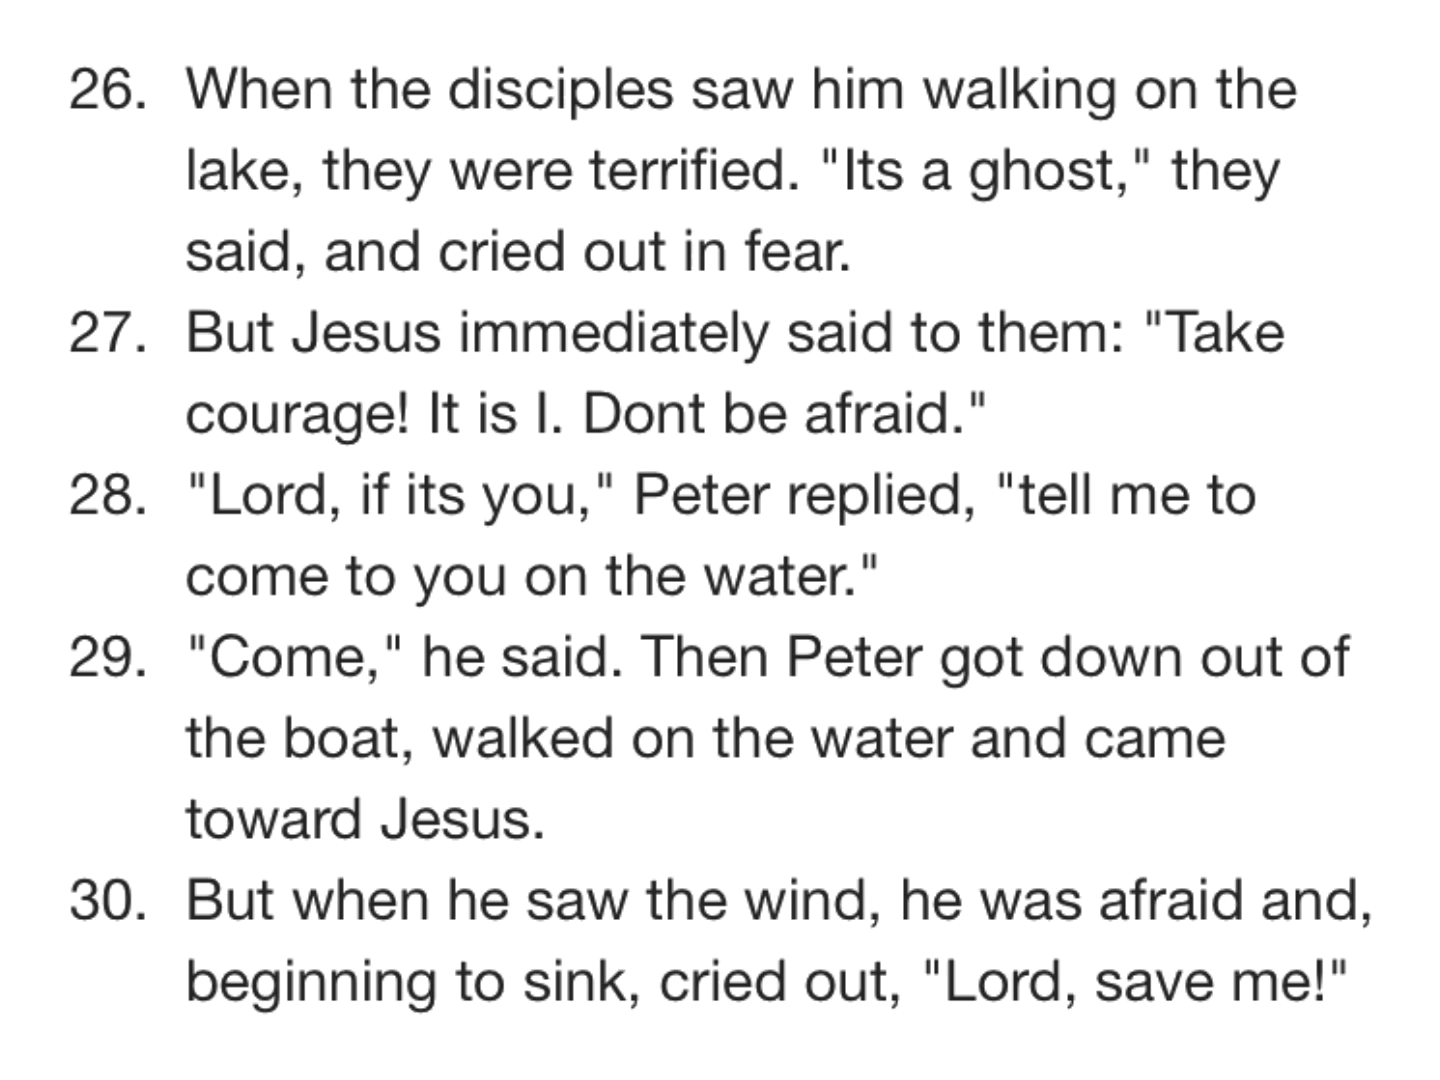 26. When the disciples saw him walking on the
lake, they were terrified. "Its a ghost," they
said, and cried out in fear.
27. But Jesus immediately said to them: "Take
courage! It is I. Dont be afraid."
28. "Lord, if its you," Peter replied, "tell me to
come to you on the water."
29. "Come," he said. Then Peter got down out of
the boat, walked on the water and came
toward Jesus.
30. But when he saw the wind, he was afraid and,
beginning to sink, cried out, "Lord, save me!"